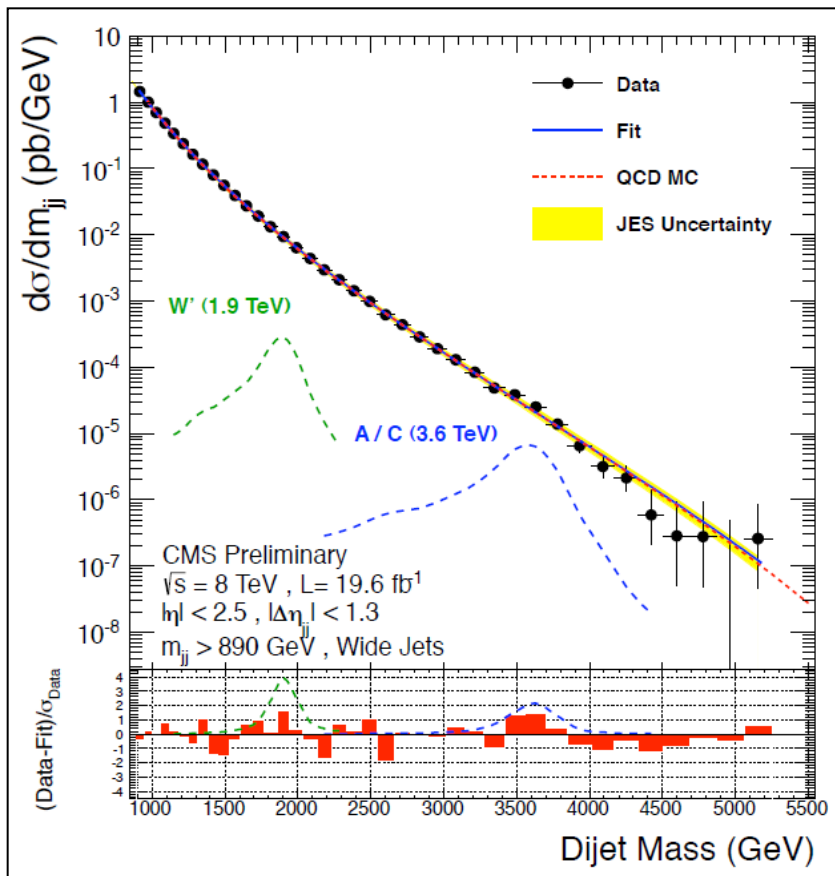 dσ/dm_jj (pb/GeV)
10
1
10^-1
10^-2
10^-3
10^-4
10^-5
10^-6
10^-7
10^-8
Data
Fit
QCD MC
JES Uncertainty
W' (1.9 TeV)
A / C (3.6 TeV)
CMS Preliminary
√s = 8 TeV , L= 19.6 fb^1
|η| < 2.5 , |Δη_jj| < 1.3
m_jj > 890 GeV , Wide Jets
(Data-Fit)/σ_Data
4
3
2
1
0
-1
-2
-3
-4
1000 1500 2000 2500 3000 3500 4000 4500 5000 5500
Dijet Mass (GeV)